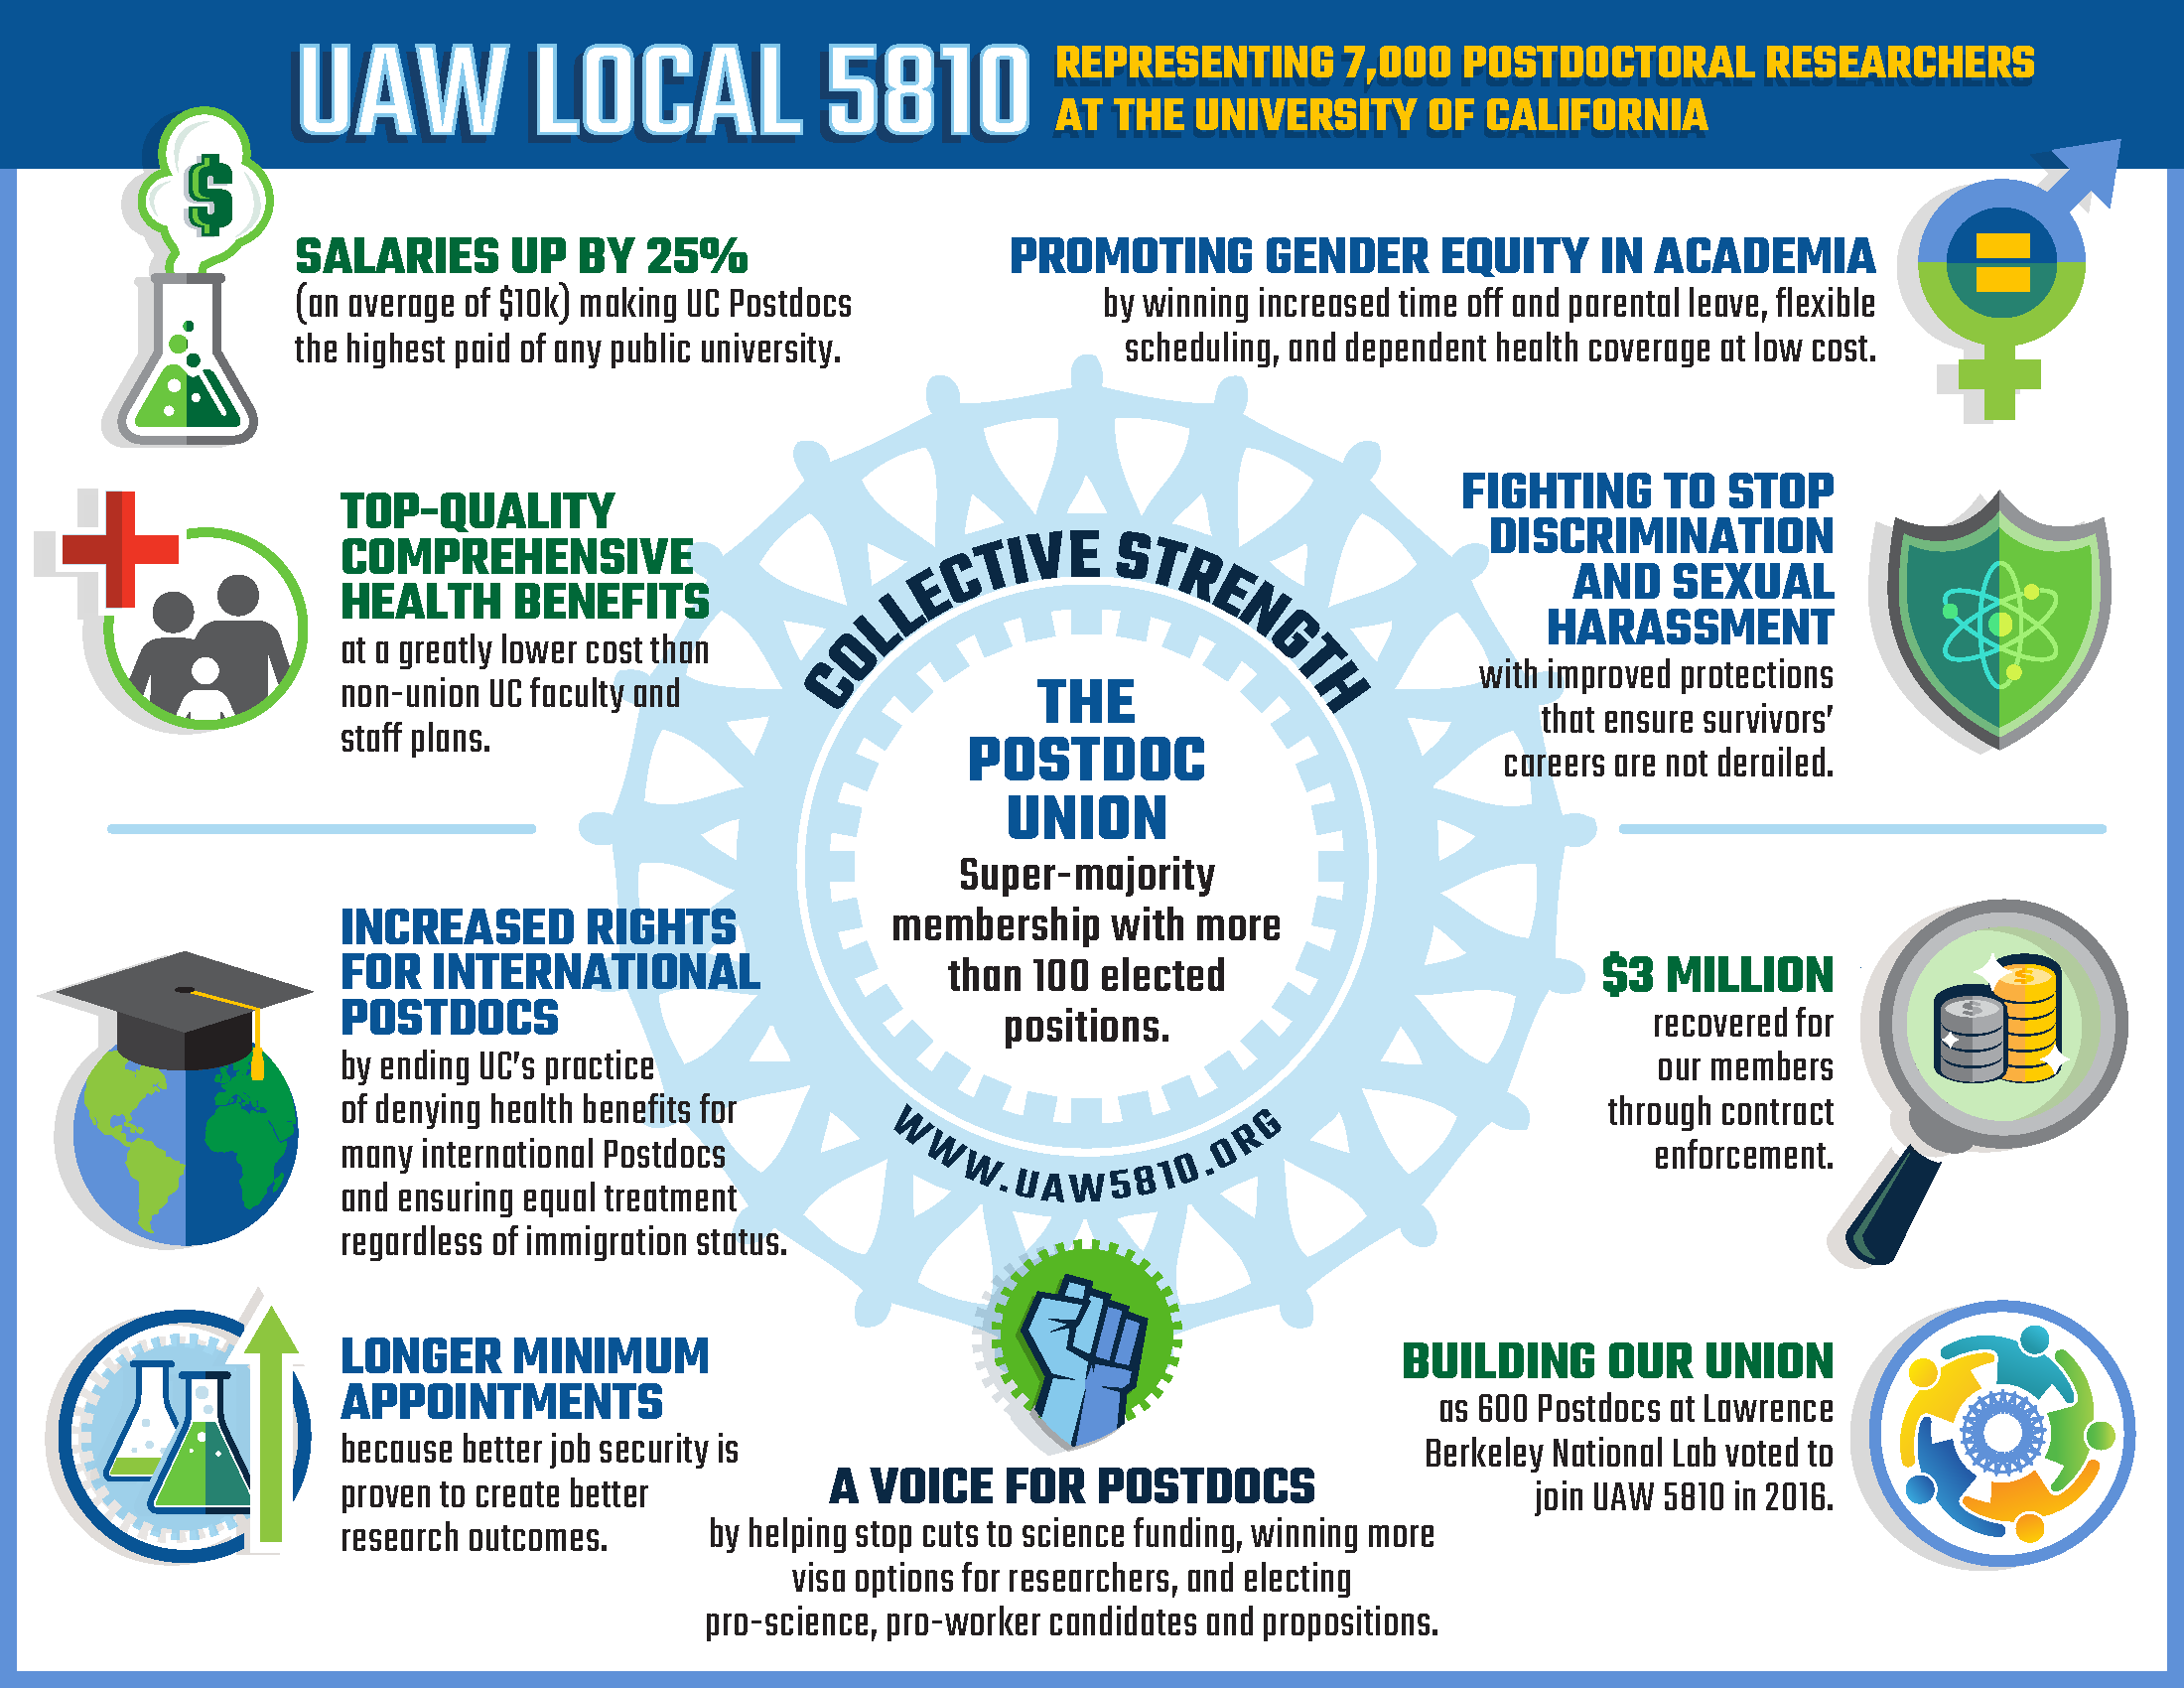 UAW LOCAL 5810
REPRESENTING 7,000 POSTDOCTORAL RESEARCHERS
AT THE UNIVERSITY OF CALIFORNIA
$
SALARIES UP BY 25%
(an average of $10k) making UC Postdocs
the highest paid of any public university.
PROMOTING GENDER EQUITY IN ACADEMIA
by winning increased time off and parental leave, flexible
scheduling, and dependent health coverage at low cost.
TOP-QUALITY
COMPREHENSIVE
HEALTH BENEFITS
at a greatly lower cost than
non-union UC faculty and
staff plans.
FIGHTING TO STOP
DISCRIMINATION
AND SEXUAL
HARASSMENT
with improved protections
that ensure survivors’
careers are not derailed.
COLLECTIVE STRENGTH
THE
POSTDOC
UNION
Super-majority
membership with more
than 100 elected
positions.
WWW.UAW5810.ORG
INCREASED RIGHTS
FOR INTERNATIONAL
POSTDOCS
by ending UC’s practice
of denying health benefits for
many international Postdocs
and ensuring equal treatment
regardless of immigration status.
$3 MILLION
recovered for
our members
through contract
enforcement.
$
$
LONGER MINIMUM
APPOINTMENTS
because better job security is
proven to create better
research outcomes.
A VOICE FOR POSTDOCS
by helping stop cuts to science funding, winning more
visa options for researchers, and electing
pro-science, pro-worker candidates and propositions.
BUILDING OUR UNION
as 600 Postdocs at Lawrence
Berkeley National Lab voted to
join UAW 5810 in 2016.